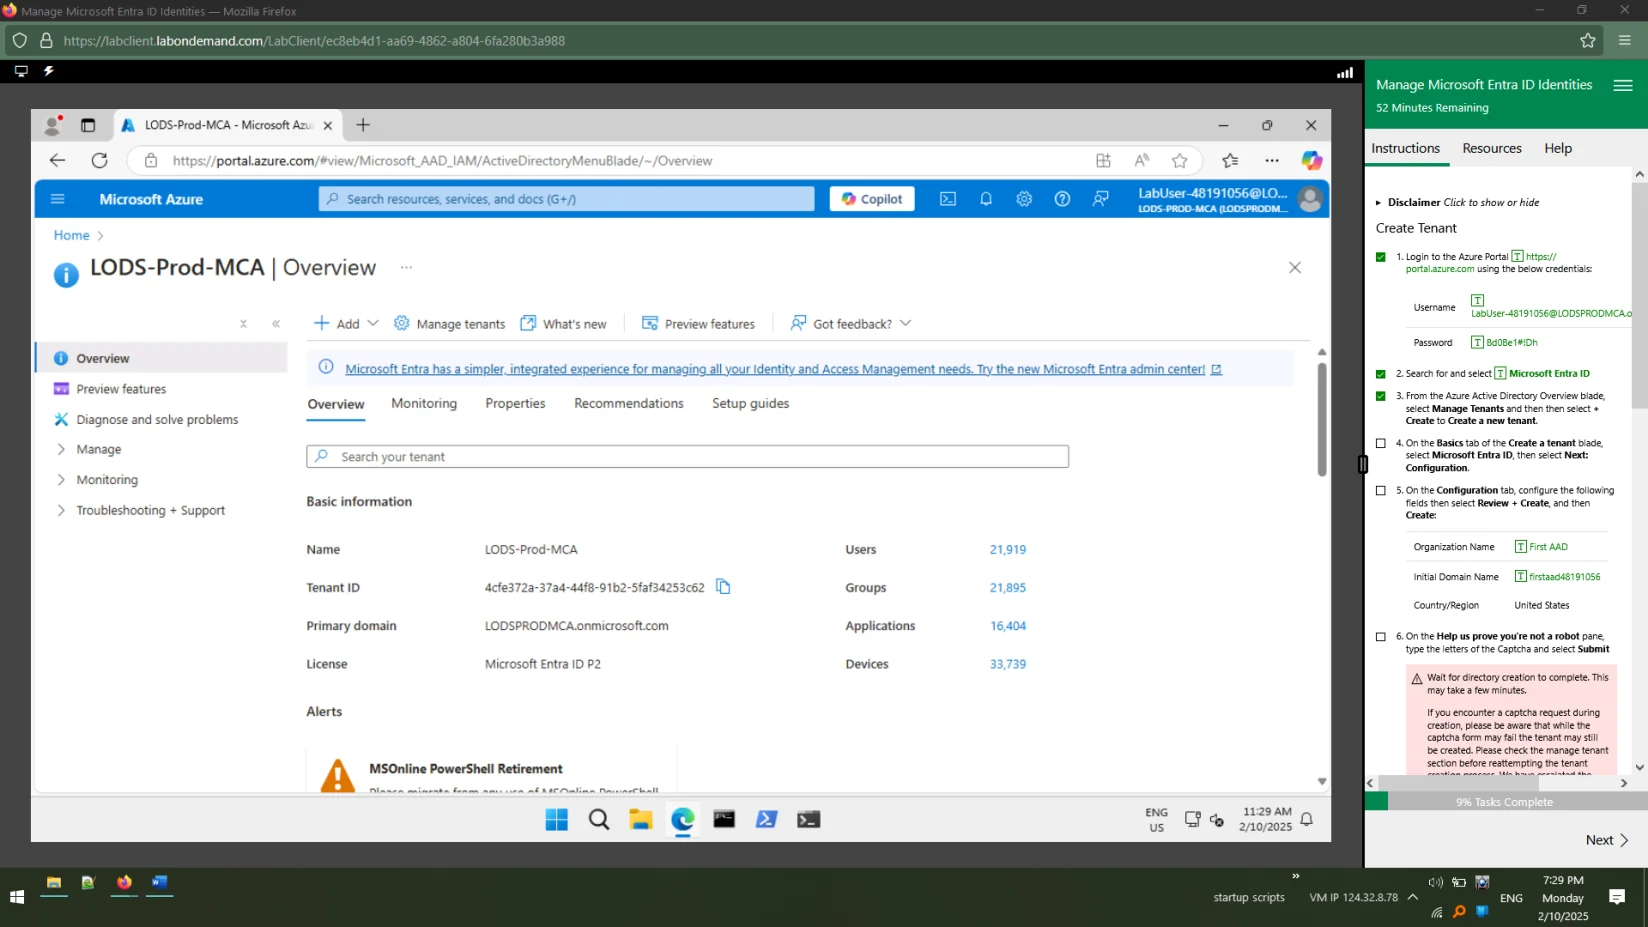 Manage Microsoft Entra ID Identities — Mozilla Firefox
https://labclient.labondemand.com/LabClient/ec8eb4d1-aa69-4862-a804-6fa280b3a988
LODS-Prod-MCA - Microsoft Azu
https://portal.azure.com/#view/Microsoft_AAD_IAM/ActiveDirectoryMenuBlade/~/Overview
Microsoft Azure
Search resources, services, and docs (G+/)
Copilot
LabUser-48191056@LO...
LODS-PROD-MCA (LODSPRODM...
Home
LODS-Prod-MCA | Overview
Add
Manage tenants
What's new
Preview features
Got feedback?
Overview
Preview features
Diagnose and solve problems
Manage
Monitoring
Troubleshooting + Support
Microsoft Entra has a simpler, integrated experience for managing all your Identity and Access Management needs. Try the new Microsoft Entra admin center!
Overview
Monitoring
Properties
Recommendations
Setup guides
Search your tenant
Basic information
Name
LODS-Prod-MCA
Users
21,919
Tenant ID
4cfe372a-37a4-44f8-91b2-5faf34253c62
Groups
21,895
Primary domain
LODSPRODMCA.onmicrosoft.com
Applications
16,404
License
Microsoft Entra ID P2
Devices
33,739
Alerts
MSOnline PowerShell Retirement
Please migrate from any use of MSOnline PowerShell
ENG
US
11:29 AM
2/10/2025
Manage Microsoft Entra ID Identities
52 Minutes Remaining
Instructions
Resources
Help
Disclaimer Click to show or hide
Create Tenant
1. Login to the Azure Portal T https://
portal.azure.com using the below credentials:
Username
T
LabUser-48191056@LODSPRODMCA.o
Password
T Bd0Be1#!Dh
2. Search for and select T Microsoft Entra ID
3. From the Azure Active Directory Overview blade,
select Manage Tenants and then then select +
Create to Create a new tenant.
4. On the Basics tab of the Create a tenant blade,
select Microsoft Entra ID, then select Next:
Configuration.
5. On the Configuration tab, configure the following
fields then select Review + Create, and then
Create:
Organization Name
T First AAD
Initial Domain Name
T firstaad48191056
Country/Region
United States
6. On the Help us prove you're not a robot pane,
type the letters of the Captcha and select Submit
Wait for directory creation to complete. This
may take a few minutes.
If you encounter a captcha request during
creation, please be aware that while the
captcha form may fail the tenant may still
be created. Please check the manage tenant
section before reattempting the tenant
creation process. We have escalated the
9% Tasks Complete
Next
startup scripts
VM IP 124.32.8.78
ENG
7:29 PM
Monday
2/10/2025